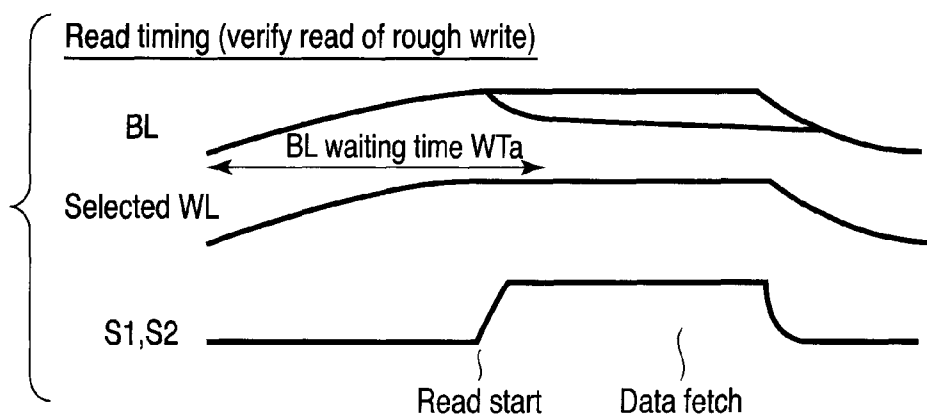 Read timing (verify read of rough write)
BL
BL waiting time WTa
Selected WL
S1,S2
Read start
Data fetch